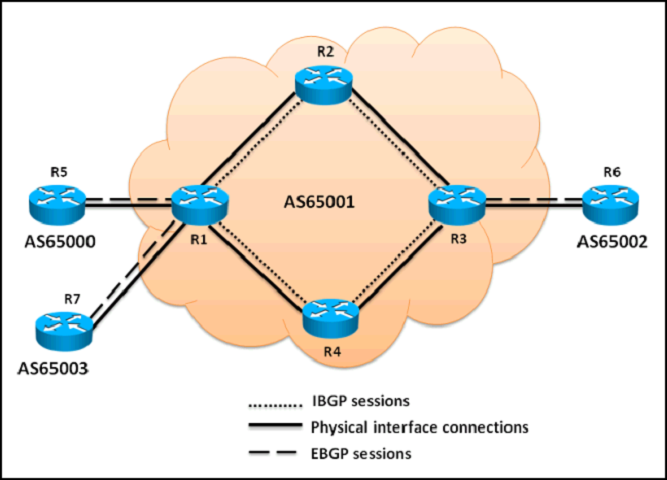 R2
R5
R1
AS65001
R3
R6
AS65000
AS65002
R7
R4
AS65003
IBGP sessions
Physical interface connections
EBGP sessions